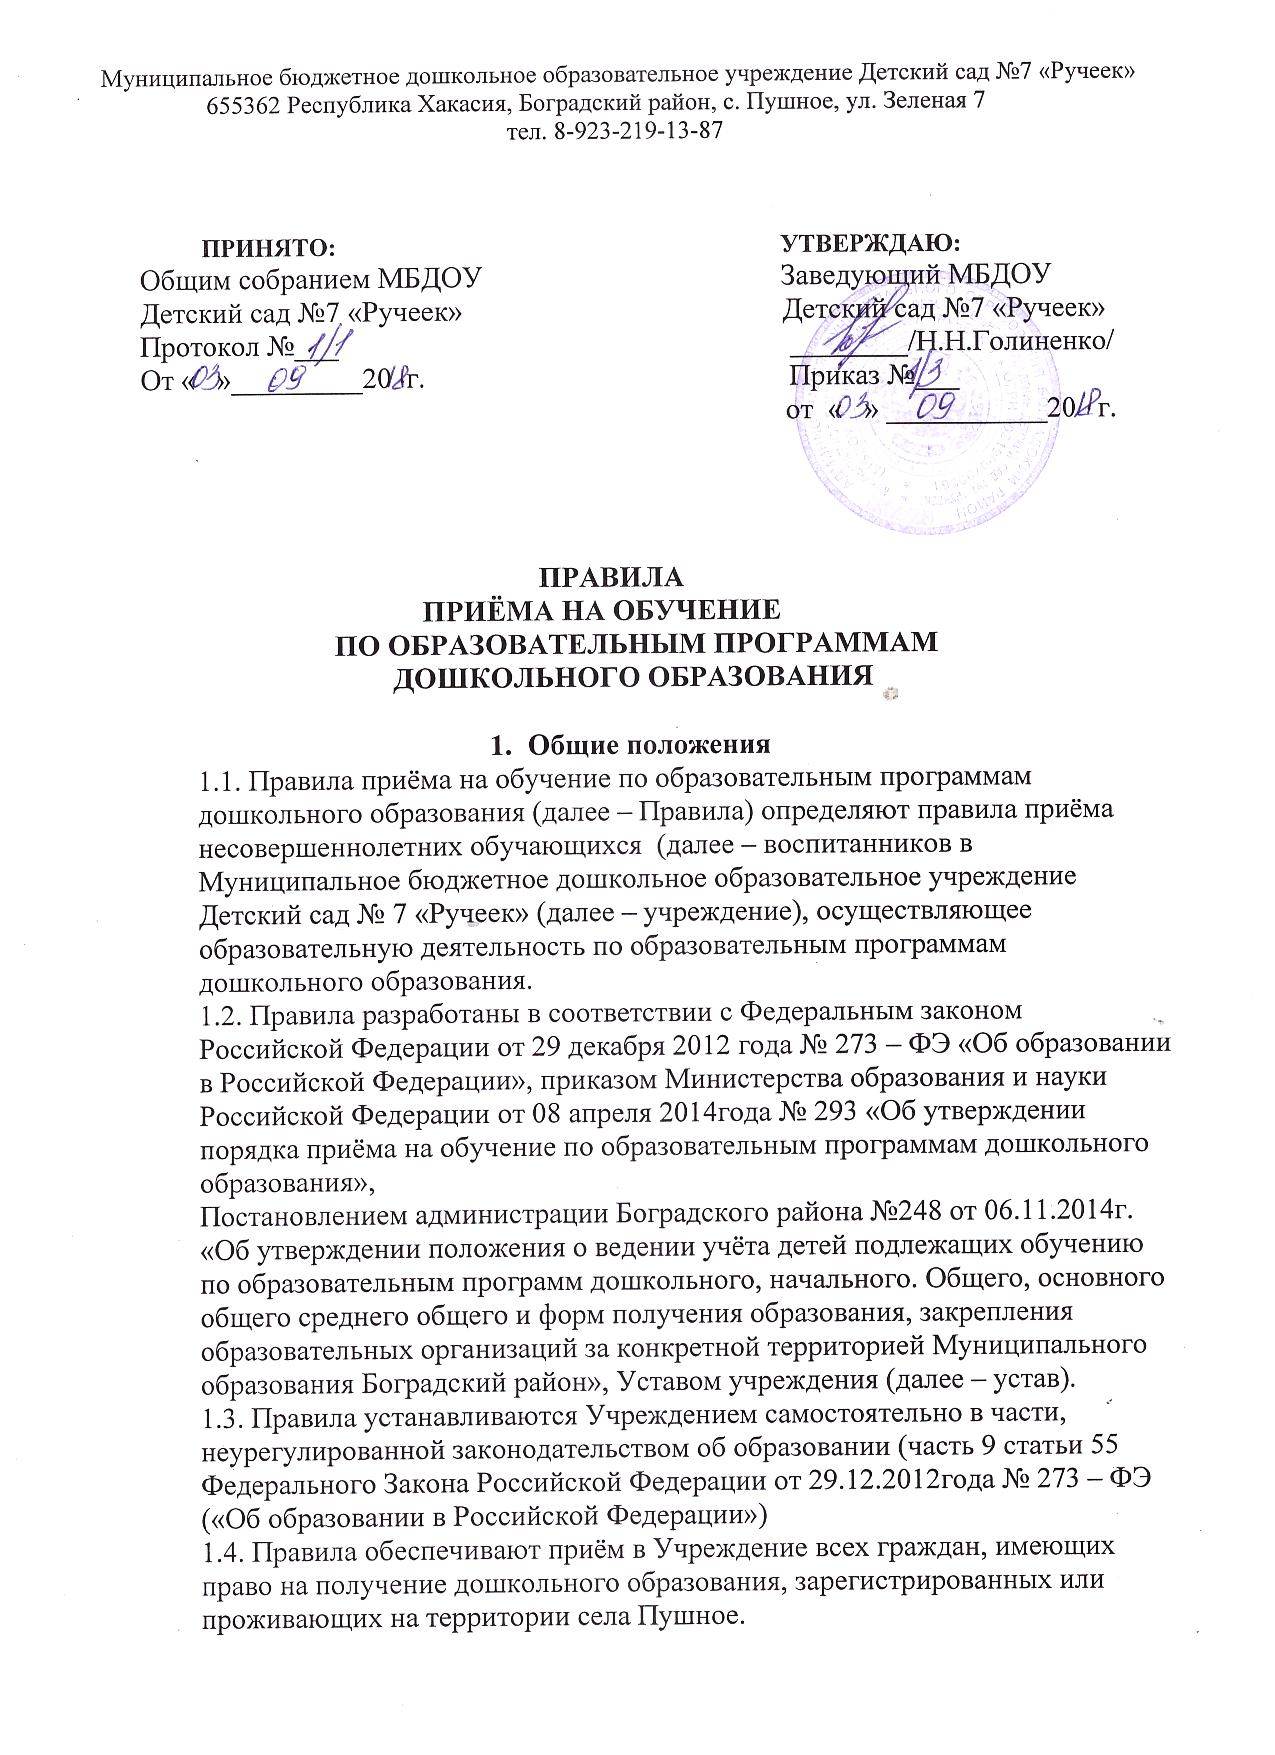 Муниципальное бюджетное дошкольное образовательное учреждение Детский сад №7 «Ручеек»
655362 Республика Хакасия, Боградский район, с. Пушное, ул. Зеленая 7
тел. 8-923-219-13-87
ПРИНЯТО:
Общим собранием МБДОУ
Детский сад №7 «Ручеек»
Протокол № 1/1
От «03» 09 2018г.
УТВЕРЖДАЮ:
Заведующий МБДОУ
Детский сад №7 «Ручеек»
/Н.Н.Голиненко/
Приказ № 1/3
от «03» 09 2018г.
ПРАВИЛА
ПРИЁМА НА ОБУЧЕНИЕ
ПО ОБРАЗОВАТЕЛЬНЫМ ПРОГРАММАМ
ДОШКОЛЬНОГО ОБРАЗОВАНИЯ
1. Общие положения
1.1. Правила приёма на обучение по образовательным программам
дошкольного образования (далее – Правила) определяют правила приёма
несовершеннолетних обучающихся (далее – воспитанников в
Муниципальное бюджетное дошкольное образовательное учреждение
Детский сад № 7 «Ручеек» (далее – учреждение), осуществляющее
образовательную деятельность по образовательным программам
дошкольного образования.
1.2. Правила разработаны в соответствии с Федеральным законом
Российской Федерации от 29 декабря 2012 года № 273 – ФЭ «Об образовании
в Российской Федерации», приказом Министерства образования и науки
Российской Федерации от 08 апреля 2014года № 293 «Об утверждении
порядка приёма на обучение по образовательным программам дошкольного
образования»,
Постановлением администрации Боградского района №248 от 06.11.2014г.
«Об утверждении положения о ведении учёта детей подлежащих обучению
по образовательным программ дошкольного, начального. Общего, основного
общего среднего общего и форм получения образования, закрепления
образовательных организаций за конкретной территорией Муниципального
образования Боградский район», Уставом учреждения (далее – устав).
1.3. Правила устанавливаются Учреждением самостоятельно в части,
неурегулированной законодательством об образовании (часть 9 статьи 55
Федерального Закона Российской Федерации от 29.12.2012года № 273 – ФЭ
(«Об образовании в Российской Федерации»)
1.4. Правила обеспечивают приём в Учреждение всех граждан, имеющих
право на получение дошкольного образования, зарегистрированных или
проживающих на территории села Пушное.